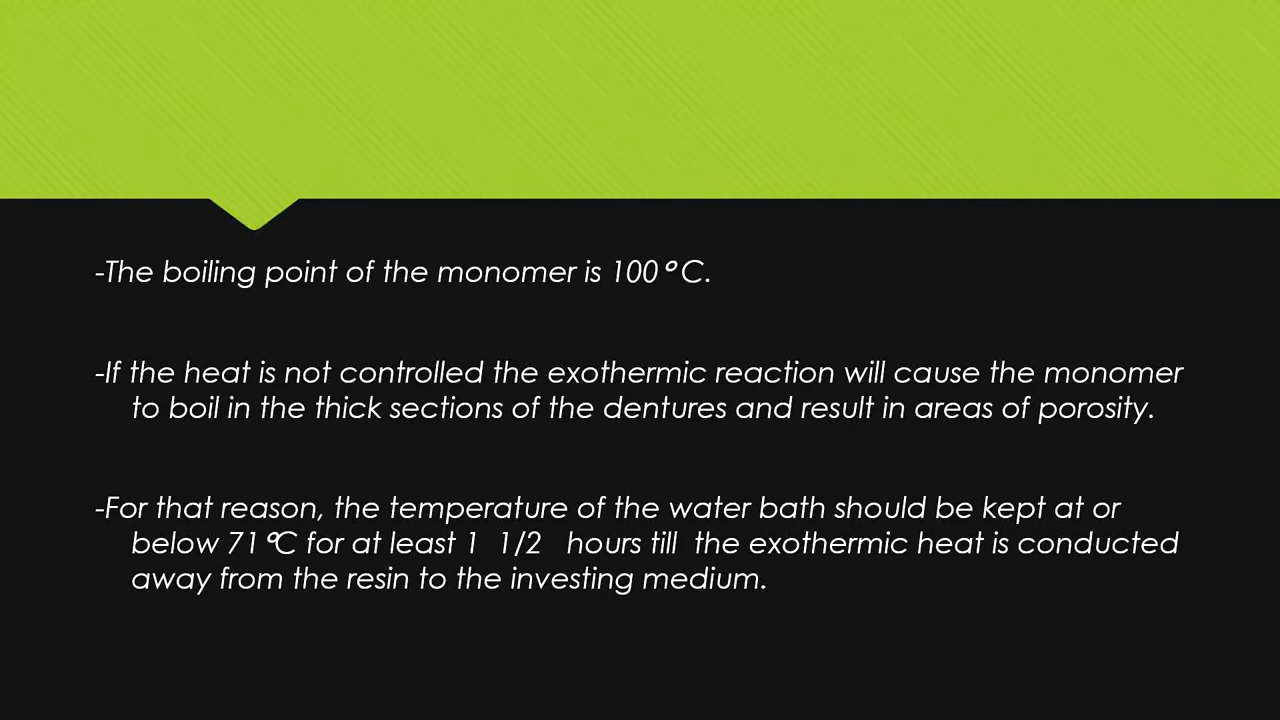 -The boiling point of the monomer is 100°C.
-If the heat is not controlled the exothermic reaction will cause the monomer
to boil in the thick sections of the dentures and result in areas of porosity.
-For that reason, the temperature of the water bath should be kept at or
below 71°C for at least 1  1/2   hours till  the exothermic heat is conducted
away from the resin to the investing medium.